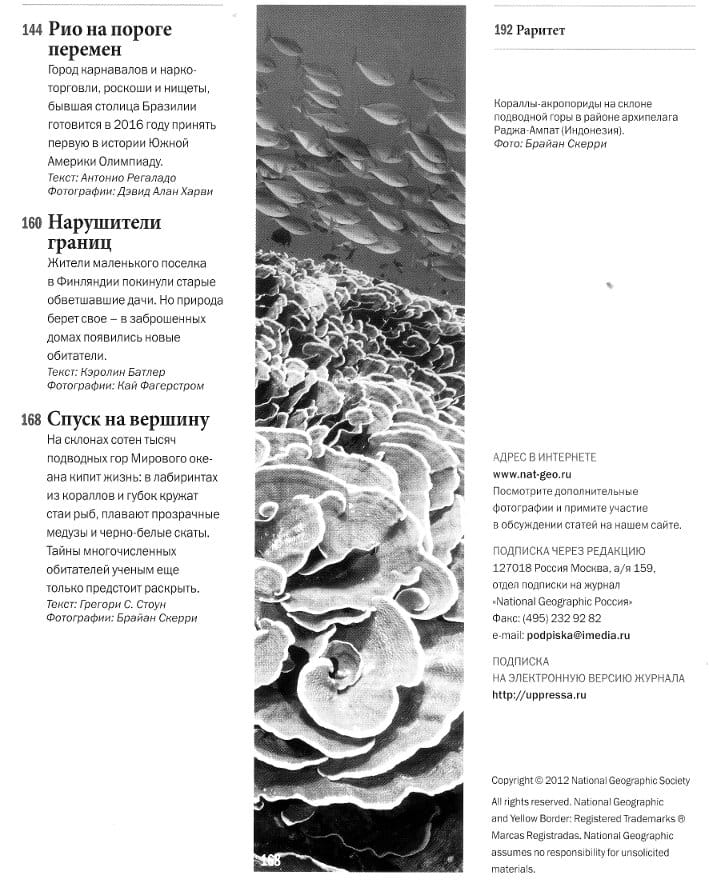 144 Рио на пороге
перемен
Город карнавалов и нарко-
торговли, роскоши и нищеты,
бывшая столица Бразилии
готовится в 2016 году принять
первую в истории Южной
Америки Олимпиаду.
Текст: Антонио Регаладо
Фотографии: Дэвид Алан Харви
160 Нарушители
границ
Жители маленького поселка
в Финляндии покинули старые
обветшавшие дачи. Но природа
берет свое – в заброшенных
домах появились новые
обитатели.
Текст: Кэролин Батлер
Фотографии: Кай Фагерстром
168 Спуск на вершину
На склонах сотен тысяч
подводных гор Мирового оке-
ана кипит жизнь: в лабиринтах
из кораллов и губок кружат
стаи рыб, плавают прозрачные
медузы и черно-белые скаты.
Тайны многочисленных
обитателей ученым еще
только предстоит раскрыть.
Текст: Грегори С. Стоун
Фотографии: Брайан Скерри
168
192 Раритет
Кораллы-акропориды на склоне
подводной горы в районе архипелага
Раджа-Ампат (Индонезия).
Фото: Брайан Скерри
АДРЕС В ИНТЕРНЕТЕ
www.nat-geo.ru
Посмотрите дополнительные
фотографии и примите участие
в обсуждении статей на нашем сайте.
ПОДПИСКА ЧЕРЕЗ РЕДАКЦИЮ
127018 Россия Москва, а/я 159,
отдел подписки на журнал
«National Geographic Россия»
Факс: (495) 232 92 82
e-mail: podpiska@imedia.ru
ПОДПИСКА
НА ЭЛЕКТРОННУЮ ВЕРСИЮ ЖУРНАЛА
http://uppressa.ru
Copyright © 2012 National Geographic Society
All rights reserved. National Geographic
and Yellow Border: Registered Trademarks ®
Marcas Registradas. National Geographic
assumes no responsibility for unsolicited
materials.